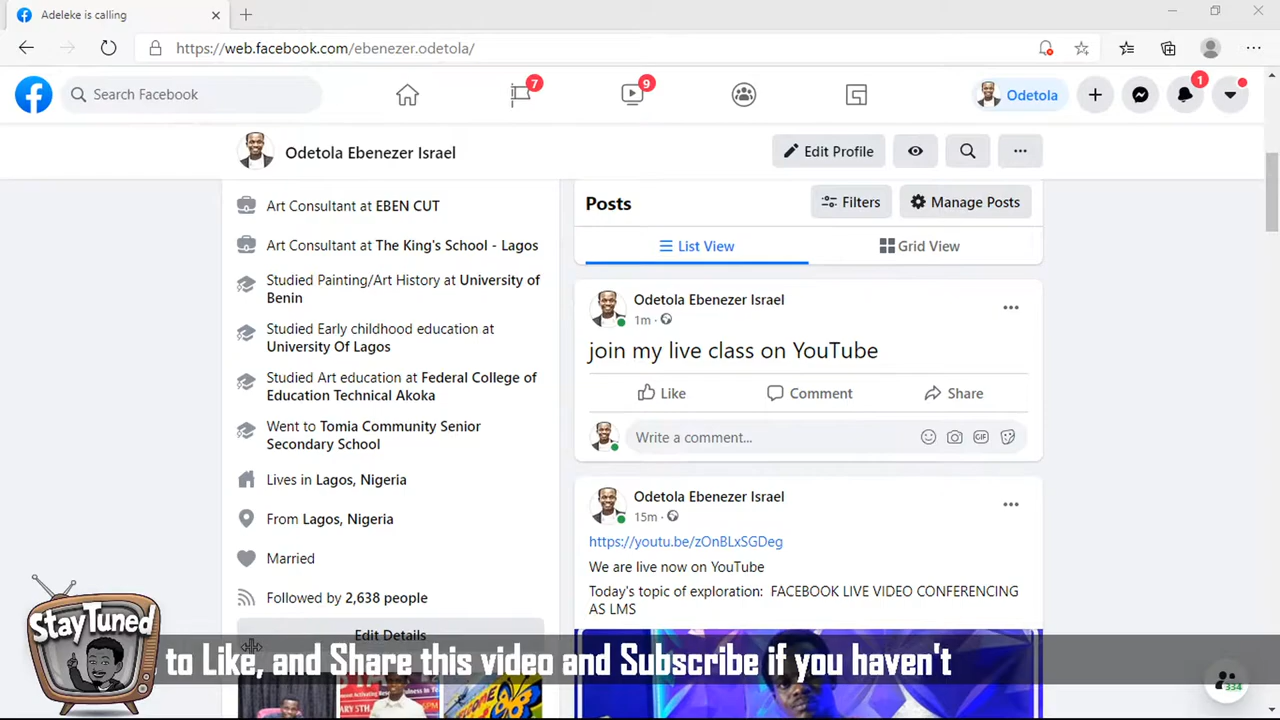 Adeleke is calling
https://web.facebook.com/ebenezer.odetola/
Search Facebook
7
9
Odetola
1
Odetola Ebenezer Israel
Edit Profile
Art Consultant at EBEN CUT
Art Consultant at The King's School - Lagos
Studied Painting/Art History at University of
Benin
Studied Early childhood education at
University Of Lagos
Studied Art education at Federal College of
Education Technical Akoka
Went to Tomia Community Senior
Secondary School
Lives in Lagos, Nigeria
From Lagos, Nigeria
Married
Followed by 2,638 people
Edit Details
Posts
Filters
Manage Posts
List View
Grid View
Odetola Ebenezer Israel
1m ·
join my live class on YouTube
Like
Comment
Share
Write a comment...
GIF
Odetola Ebenezer Israel
15m ·
https://youtu.be/zOnBLxSGDeg
We are live now on YouTube
Today's topic of exploration: FACEBOOK LIVE VIDEO CONFERENCING
AS LMS
StayTuned
to Like, and Share this video and Subscribe if you haven't
334